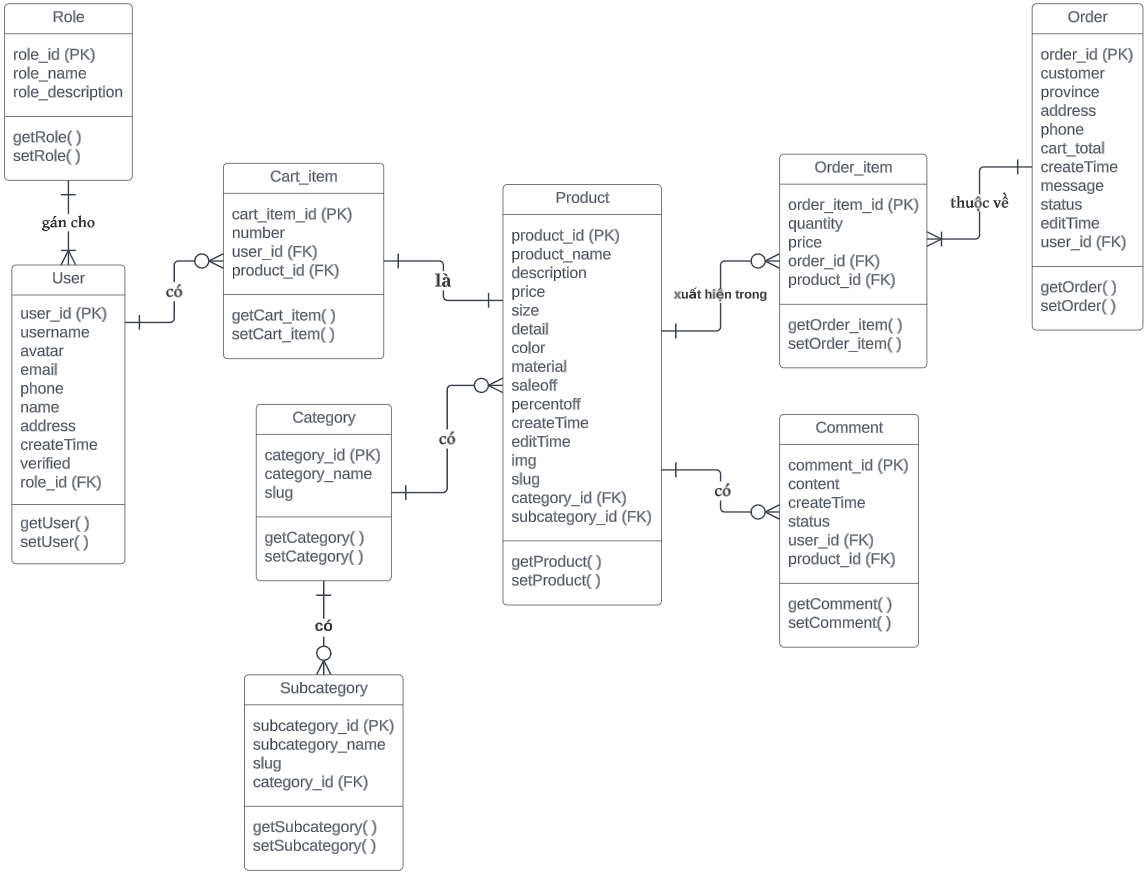 Role
role_id (PK)
role_name
role_description
getRole( )
setRole( )
gán cho
User
user_id (PK)
username
avatar
email
phone
name
address
createTime
verified
role_id (FK)
getUser( )
setUser( )
có
Cart_item
cart_item_id (PK)
number
user_id (FK)
product_id (FK)
getCart_item( )
setCart_item( )
là
Category
category_id (PK)
category_name
slug
getCategory( )
setCategory( )
có
có
Subcategory
subcategory_id (PK)
subcategory_name
slug
category_id (FK)
getSubcategory( )
setSubcategory( )
Product
product_id (PK)
product_name
description
price
size
detail
color
material
saleoff
percentoff
createTime
editTime
img
slug
category_id (FK)
subcategory_id (FK)
getProduct( )
setProduct( )
xuất hiện trong
có
Order_item
order_item_id (PK)
quantity
price
order_id (FK)
product_id (FK)
getOrder_item( )
setOrder_item( )
thuộc về
Comment
comment_id (PK)
content
createTime
status
user_id (FK)
product_id (FK)
getComment( )
setComment( )
Order
order_id (PK)
customer
province
address
phone
cart_total
createTime
message
status
editTime
user_id (FK)
getOrder( )
setOrder( )